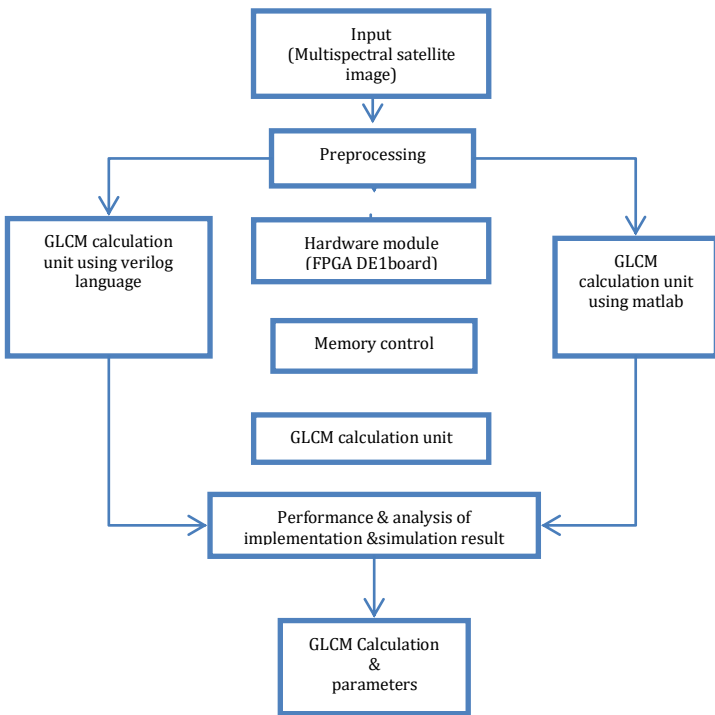 Input
(Multispectral satellite
image)
Preprocessing
GLCM calculation
unit using verilog
language
Hardware module
(FPGA DE1board)
GLCM
calculation unit
using matlab
Memory control
GLCM calculation unit
Performance & analysis of
implementation &simulation result
GLCM Calculation
&
parameters